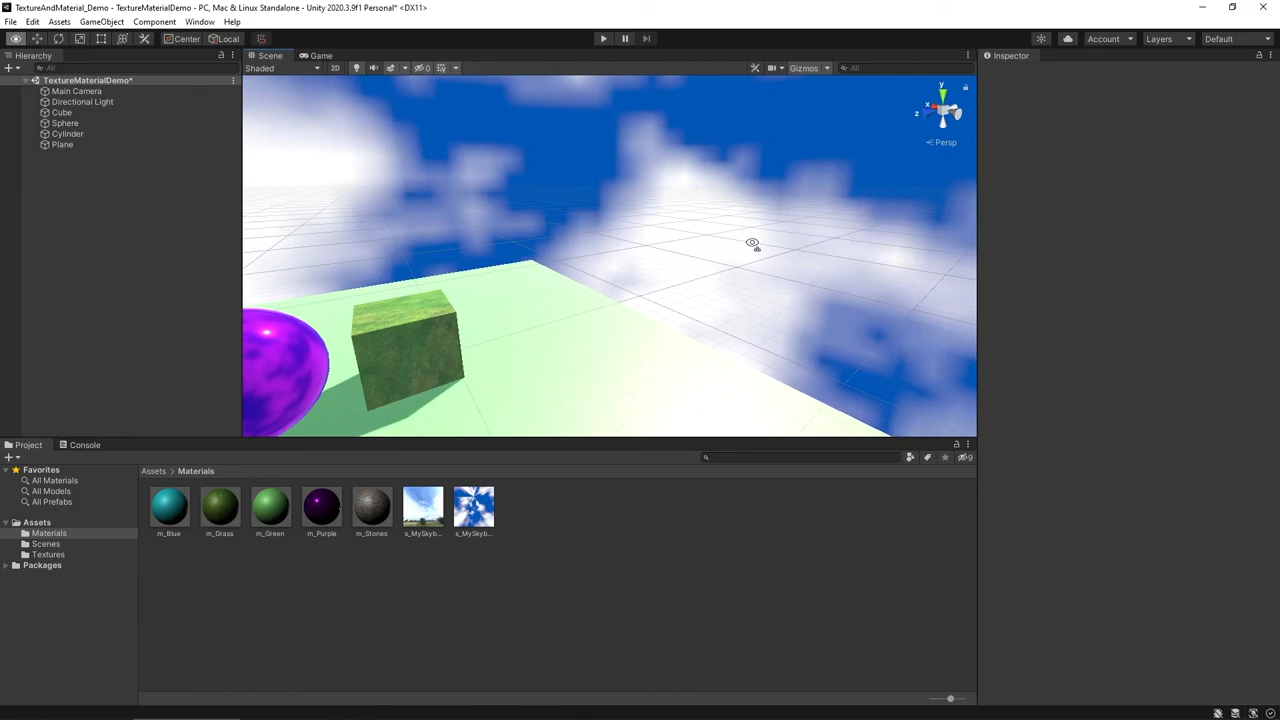 TextureAndMaterial_Demo - TextureMaterialDemo - PC, Mac & Linux Standalone - Unity 2020.3.9f1 Personal* <DX11>
File Edit Assets GameObject Component Window Help
Center Local Account Layers Default
Hierarchy Scene Game Inspector
All Shaded 2D 0 Gizmos All
TextureMaterialDemo*
Main Camera
Directional Light
Cube
Sphere
Cylinder
Plane
y
x
z
Persp
Project Console
9
Assets > Materials
Favorites
All Materials
All Models
All Prefabs
Assets
Materials
Scenes
Textures
Packages
m_Blue m_Grass m_Green m_Purple m_Stones s_MySkyb... s_MySkyb...